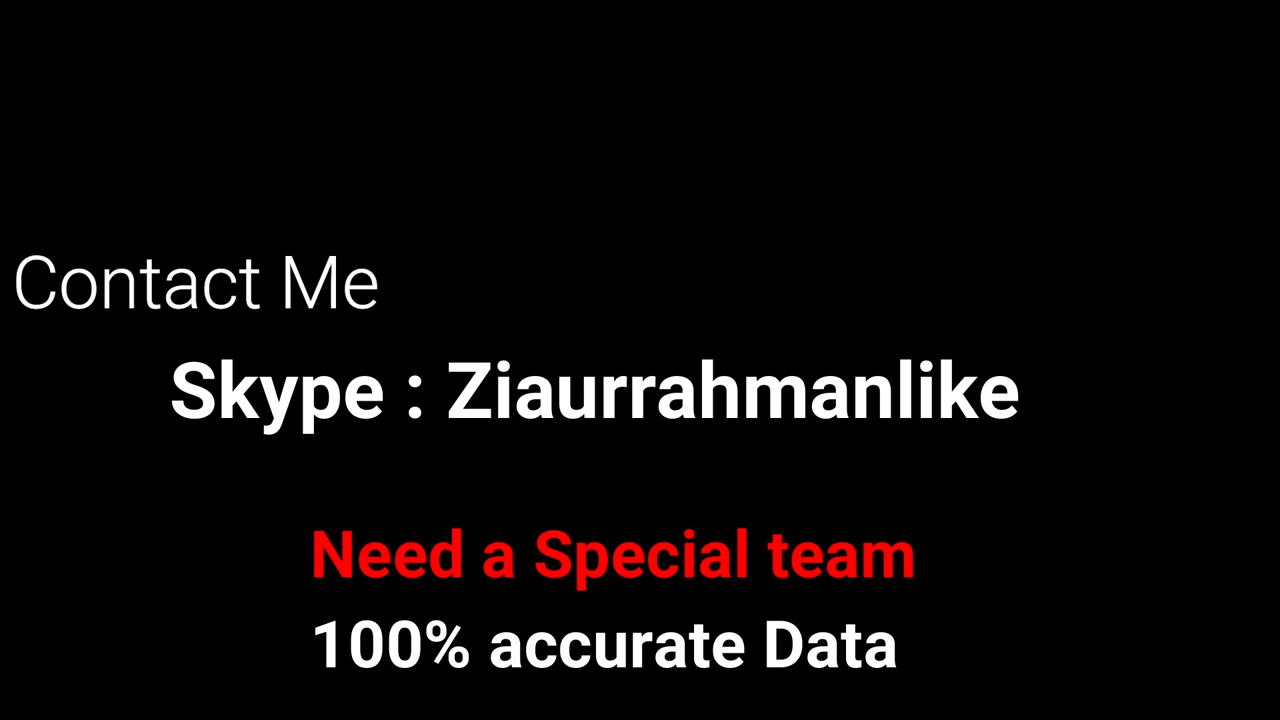 Contact Me
Skype : Ziaurrahmanlike
Need a Special team
100% accurate Data